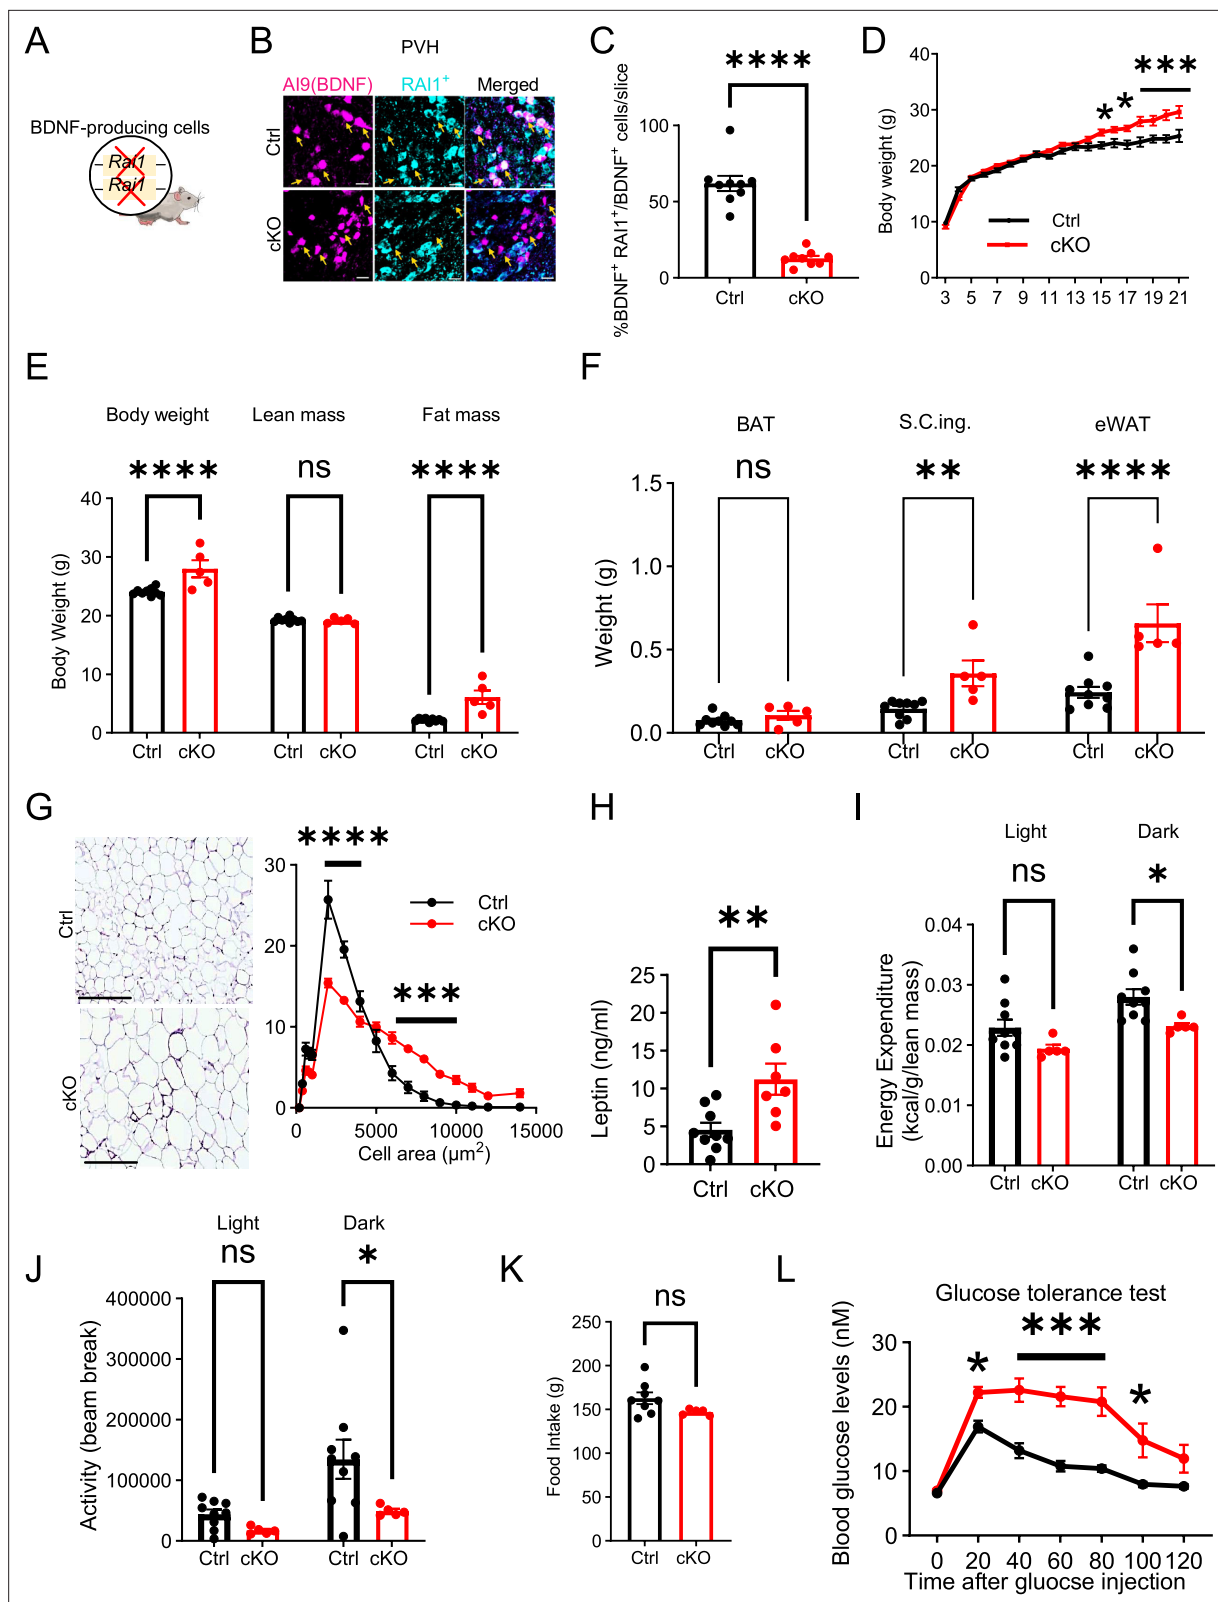 A
BDNF-producing cells
Rai1
Rai1
B
PVH
AI9(BDNF)
RAI1+
Merged
Ctrl
cKO
C
****
%BDNF+ RAI1+/BDNF+ cells/slice
100
50
0
Ctrl
cKO
D
***
*
*
Body weight (g)
40
30
20
10
0
Ctrl
cKO
3 5 7 9 11 13 15 17 19 21
E
Body weight
Lean mass
Fat mass
****
ns
****
Body Weight (g)
40
30
20
10
0
Ctrl cKO
Ctrl cKO
Ctrl cKO
F
BAT
S.C.ing.
eWAT
ns
**
****
Weight (g)
1.5
1.0
0.5
0.0
Ctrl cKO
Ctrl cKO
Ctrl cKO
G
Ctrl
cKO
****
***
30
20
10
0
Ctrl
cKO
0 5000 10000 15000
Cell area (µm²)
H
**
Leptin (ng/ml)
25
20
15
10
5
0
Ctrl cKO
I
Light
Dark
ns
*
Energy Expenditure
(kcal/g/lean mass)
0.04
0.03
0.02
0.01
0.00
Ctrl cKO
Ctrl cKO
J
Light
Dark
ns
*
Activity (beam break)
400000
300000
200000
100000
0
Ctrl cKO
Ctrl cKO
K
ns
Food Intake (g)
250
200
150
100
50
0
Ctrl cKO
L
Glucose tolerance test
***
*
*
Blood glucose levels (nM)
30
20
10
0
0 20 40 60 80 100 120
Time after gluocse injection